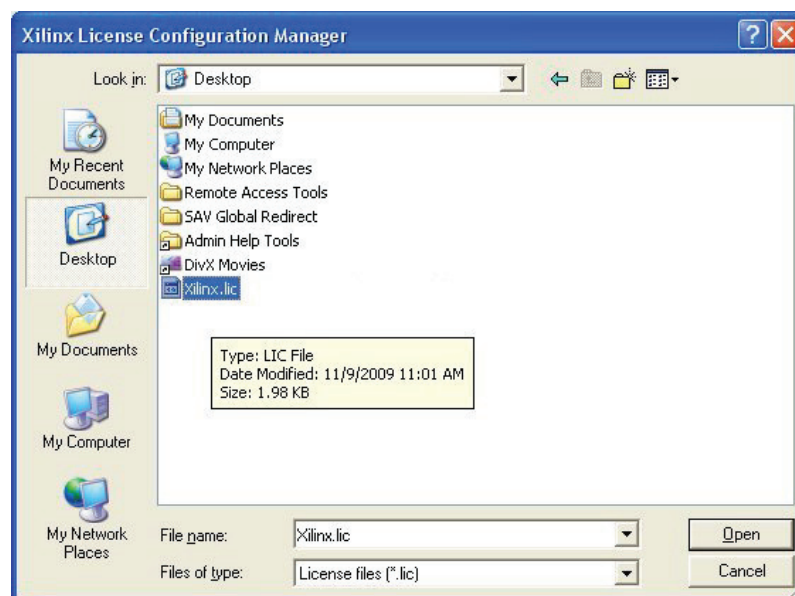 Xilinx License Configuration Manager
Look in:
Desktop
My Recent
Documents
Desktop
My Documents
My Computer
My Network
Places
My Documents
My Computer
My Network Places
Remote Access Tools
SAV Global Redirect
Admin Help Tools
DivX Movies
Xilinx.lic
Type: LIC File
Date Modified: 11/9/2009 11:01 AM
Size: 1.98 KB
File name:
Xilinx.lic
Open
Files of type:
License files (*.lic)
Cancel